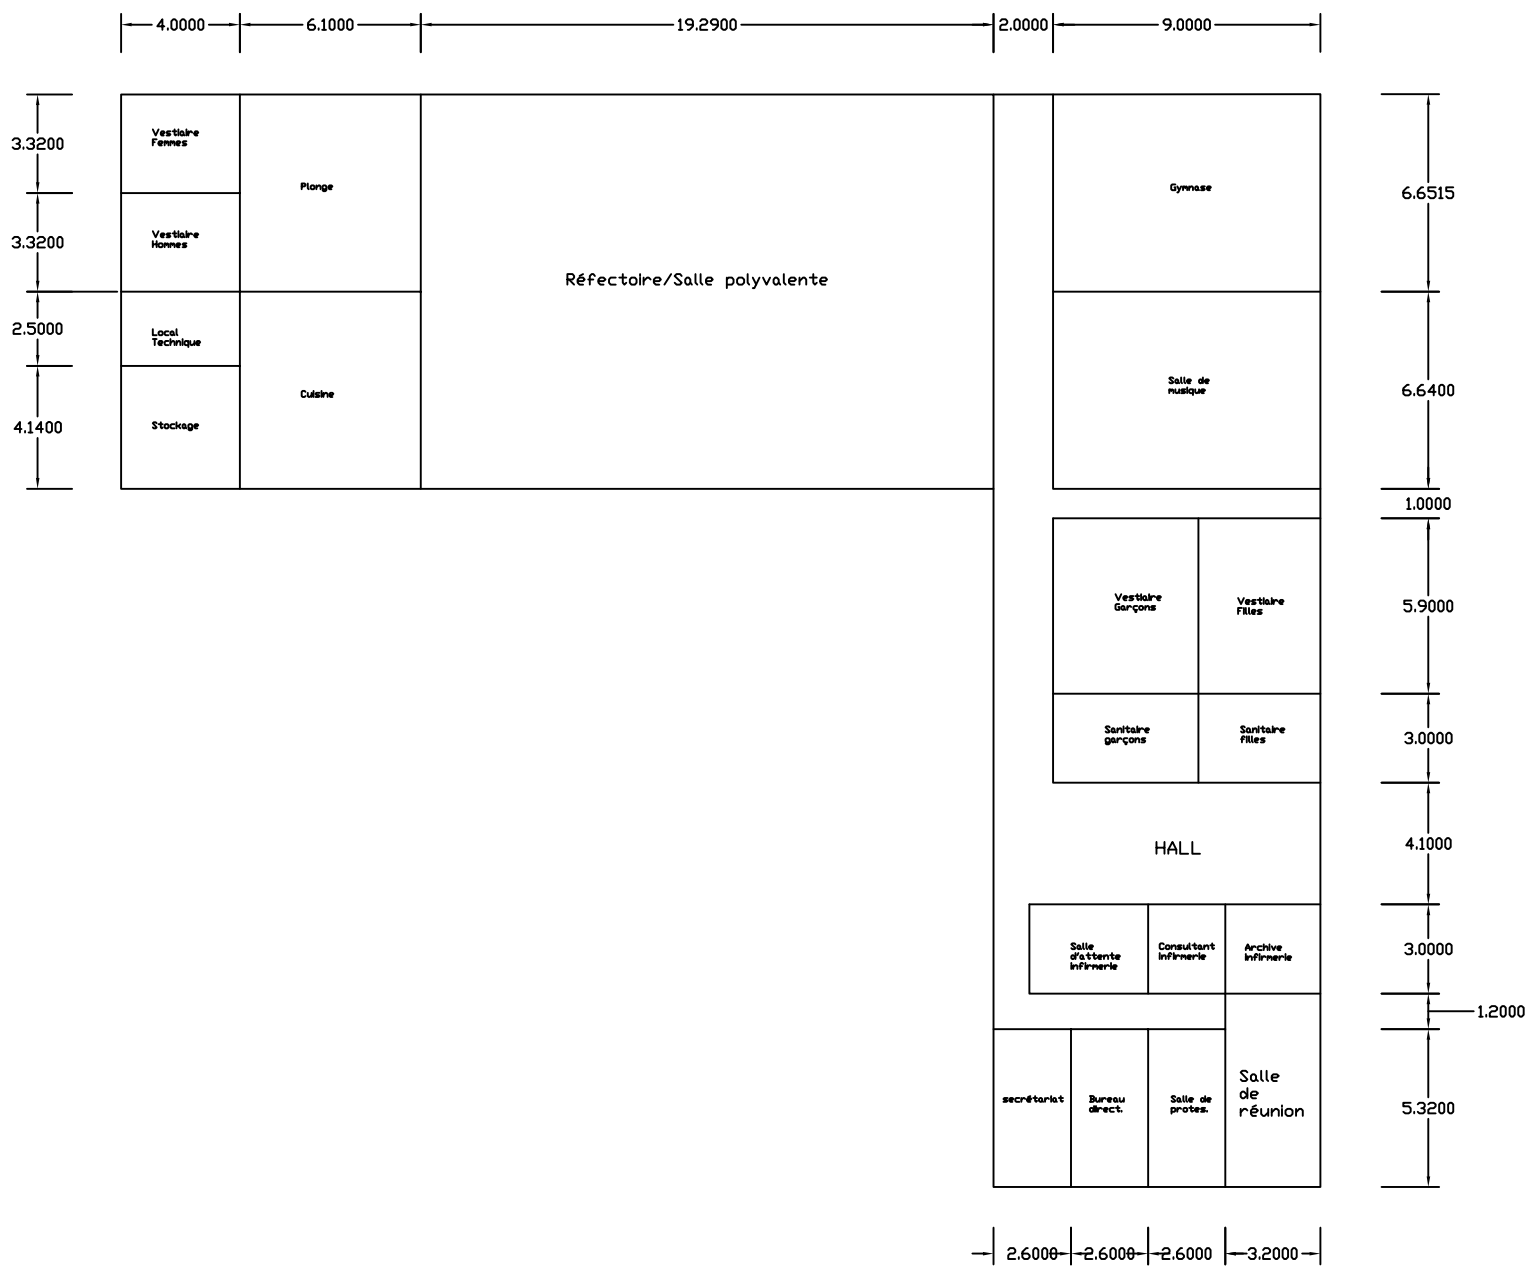 4.0000
6.1000
19.2900
2.0000
9.0000
3.3200
3.3200
2.5000
4.1400
Vestiaire
Femmes
Vestiaire
Hommes
Local
Technique
Stockage
Plonge
Cuisine
Réfectoire/Salle polyvalente
Gymnase
Salle de
musique
Vestiaire
Garçons
Vestiaire
Filles
Sanitaire
garçons
Sanitaire
filles
HALL
Salle
d'attente
infirmerie
Consultant
infirmerie
Archive
infirmerie
secrétariat
Bureau
direct.
Salle de
protes.
Salle
de
réunion
6.6515
6.6400
1.0000
5.9000
3.0000
4.1000
3.0000
1.2000
5.3200
2.6000
2.6000
2.6000
3.2000